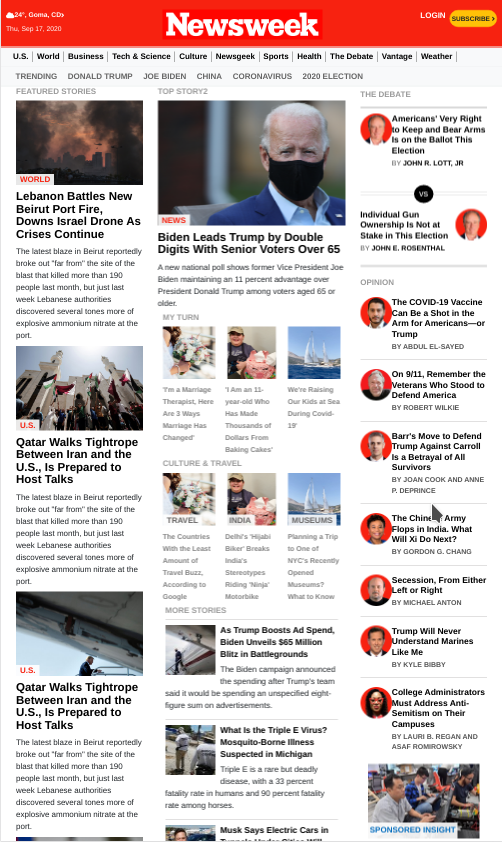 24°, Goma, CD›
Thu, Sep 17, 2020
Newsweek
LOGIN
SUBSCRIBE ›
U.S. World Business Tech & Science Culture Newsgeek Sports Health The Debate Vantage Weather
TRENDING DONALD TRUMP JOE BIDEN CHINA CORONAVIRUS 2020 ELECTION
FEATURED STORIES
WORLD
Lebanon Battles New
Beirut Port Fire,
Downs Israel Drone As
Crises Continue
The latest blaze in Beirut reportedly
broke out "far from" the site of the
blast that killed more than 190
people last month, but just last
week Lebanese authorities
discovered several tones more of
explosive ammonium nitrate at the
port.
U.S.
Qatar Walks Tightrope
Between Iran and the
U.S., Is Prepared to
Host Talks
The latest blaze in Beirut reportedly
broke out "far from" the site of the
blast that killed more than 190
people last month, but just last
week Lebanese authorities
discovered several tones more of
explosive ammonium nitrate at the
port.
U.S.
Qatar Walks Tightrope
Between Iran and the
U.S., Is Prepared to
Host Talks
The latest blaze in Beirut reportedly
broke out "far from" the site of the
blast that killed more than 190
people last month, but just last
week Lebanese authorities
discovered several tones more of
explosive ammonium nitrate at the
port.
TOP STORY2
NEWS
Biden Leads Trump by Double
Digits With Senior Voters Over 65
A new national poll shows former Vice President Joe
Biden maintaining an 11 percent advantage over
President Donald Trump among voters aged 65 or
older.
MY TURN
'I'm a Marriage
Therapist, Here
Are 3 Ways
Marriage Has
Changed'
'I Am an 11-
year-old Who
Has Made
Thousands of
Dollars From
Baking Cakes'
We're Raising
Our Kids at Sea
During Covid-
19'
CULTURE & TRAVEL
TRAVEL
The Countries
With the Least
Amount of
Travel Buzz,
According to
Google
INDIA
Delhi's 'Hijabi
Biker' Breaks
India's
Stereotypes
Riding 'Ninja'
Motorbike
MUSEUMS
Planning a Trip
to One of
NYC's Recently
Opened
Museums?
What to Know
MORE STORIES
As Trump Boasts Ad Spend,
Biden Unveils $65 Million
Blitz in Battlegrounds
The Biden campaign announced
the spending after Trump's team
said it would be spending an unspecified eight-
figure sum on advertisements.
What Is the Triple E Virus?
Mosquito-Borne Illness
Suspected in Michigan
Triple E is a rare but deadly
disease, with a 33 percent
fatality rate in humans and 90 percent fatality
rate among horses.
Musk Says Electric Cars in
Tunnels Under Cities Will
THE DEBATE
Americans' Very Right
to Keep and Bear Arms
Is on the Ballot This
Election
BY JOHN R. LOTT, JR
VS
Individual Gun
Ownership Is Not at
Stake in This Election
BY JOHN E. ROSENTHAL
OPINION
The COVID-19 Vaccine
Can Be a Shot in the
Arm for Americans—or
Trump
BY ABDUL EL-SAYED
On 9/11, Remember the
Veterans Who Stood to
Defend America
BY ROBERT WILKIE
Barr's Move to Defend
Trump Against Carroll
Is a Betrayal of All
Survivors
BY JOAN COOK AND ANNE
P. DEPRINCE
The Chinese Army
Flops in India. What
Will Xi Do Next?
BY GORDON G. CHANG
Secession, From Either
Left or Right
BY MICHAEL ANTON
Trump Will Never
Understand Marines
Like Me
BY KYLE BIBBY
College Administrators
Must Address Anti-
Semitism on Their
Campuses
BY LAURI B. REGAN AND
ASAF ROMIROWSKY
SPONSORED INSIGHT